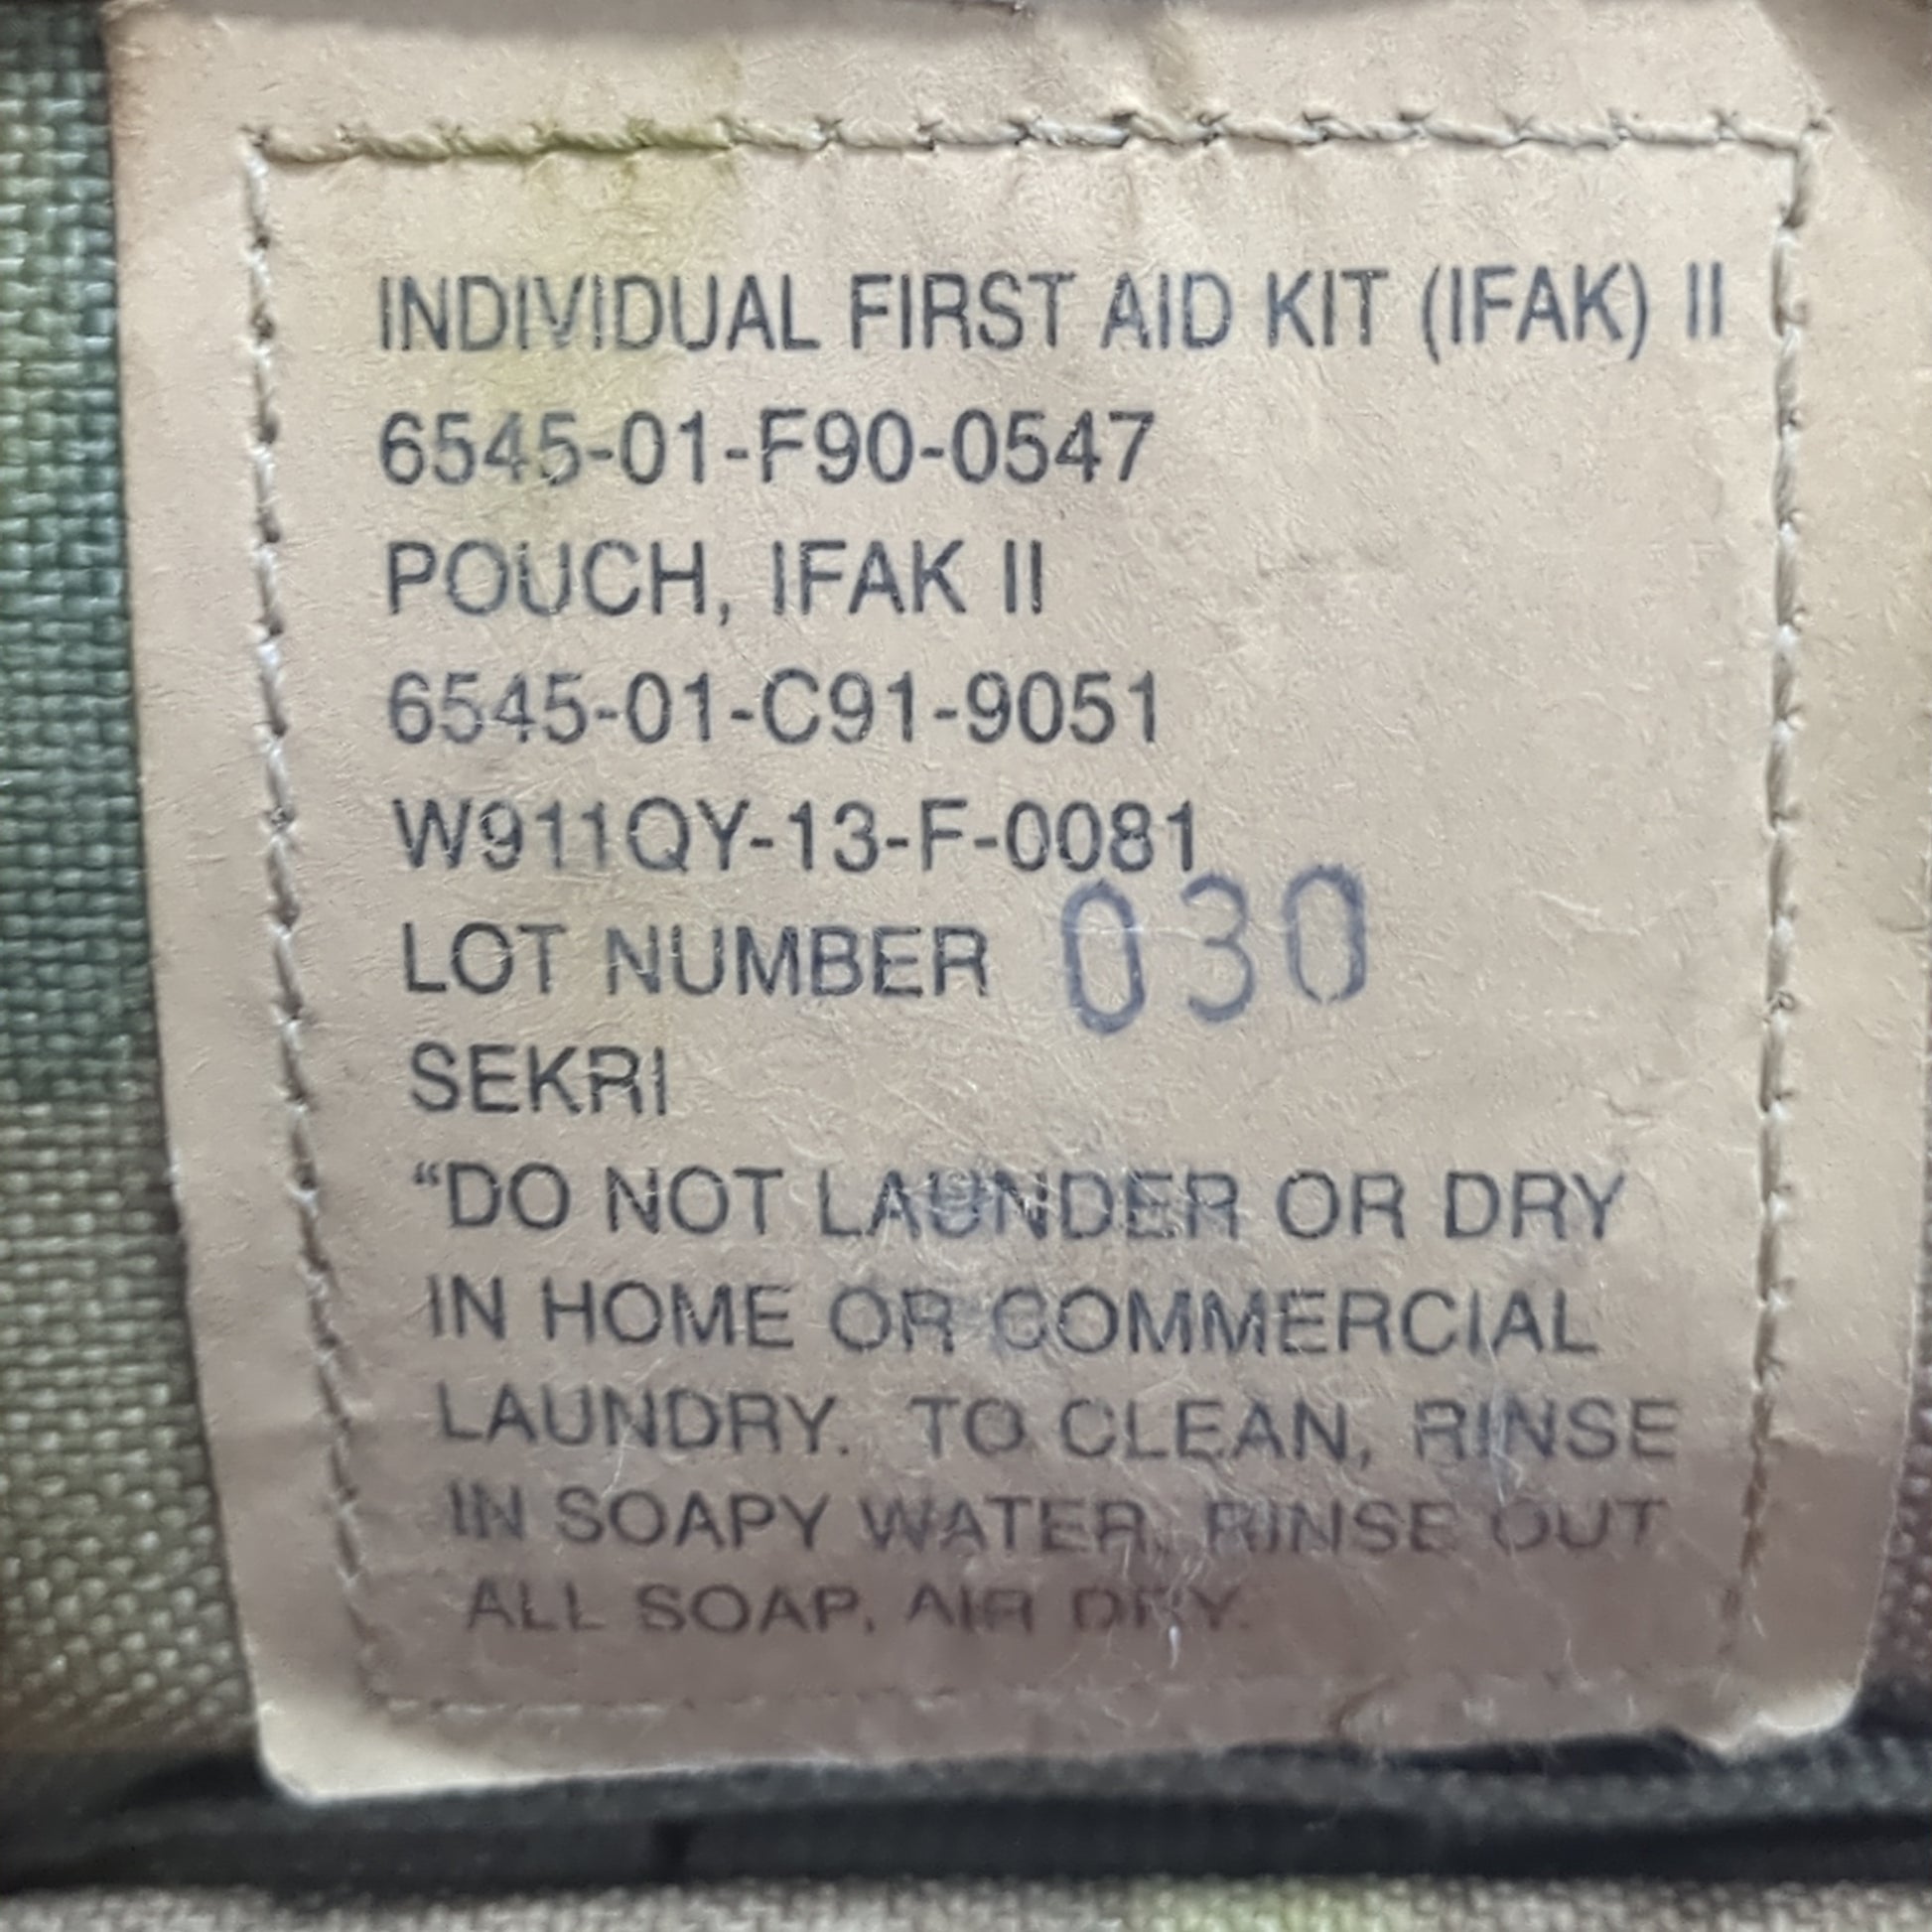 INDIVIDUAL FIRST AID KIT (IFAK) II
6545-01-F90-0547
POUCH, IFAK II
6545-01-C91-9051
W911QY-13-F-0081
LOT NUMBER 030
SEKRI
“DO NOT LAUNDER OR DRY
IN HOME OR COMMERCIAL
LAUNDRY. TO CLEAN, RINSE
IN SOAPY WATER. RINSE OUT
ALL SOAP. AIR DRY.